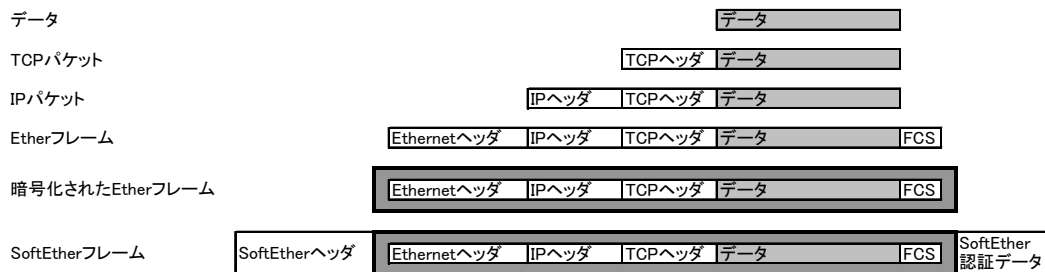 データ データ
TCPパケット TCPヘッダ データ
IPパケット IPヘッダ TCPヘッダ データ
Etherフレーム Ethernetヘッダ IPヘッダ TCPヘッダ データ FCS
暗号化されたEtherフレーム Ethernetヘッダ IPヘッダ TCPヘッダ データ FCS
SoftEtherフレーム SoftEtherヘッダ Ethernetヘッダ IPヘッダ TCPヘッダ データ FCS SoftEther
認証データ